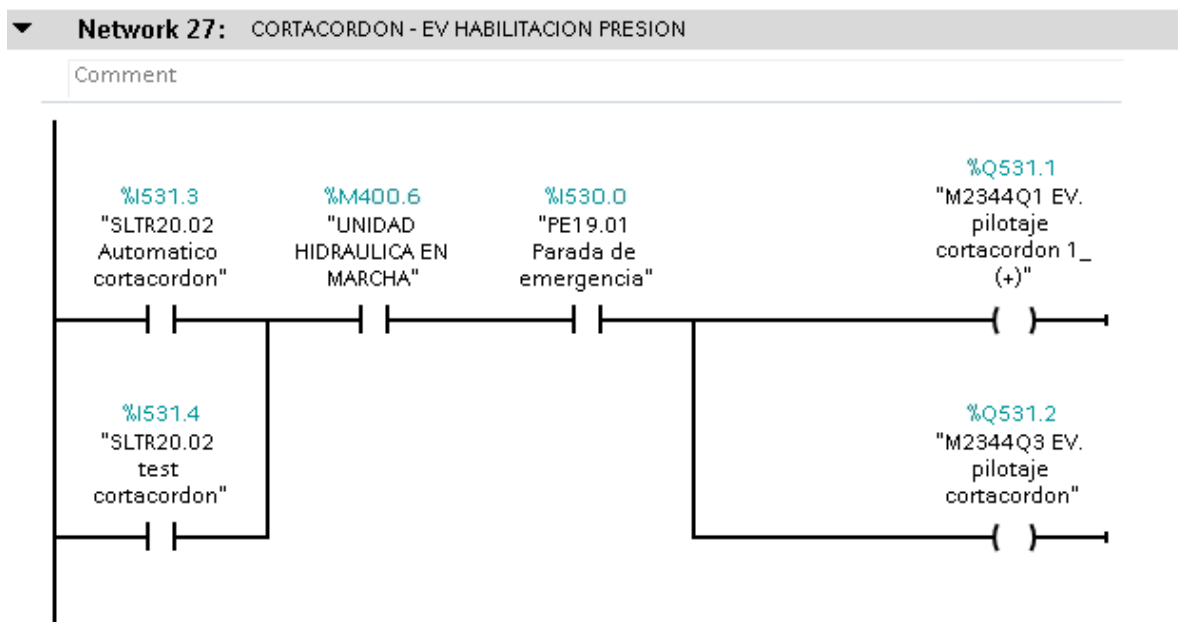 Network 27: CORTACORDON - EV HABILITACION PRESION
Comment
%I531.3
"SLTR20.02
Automatico
cortacordon"
%M400.6
"UNIDAD
HIDRAULICA EN
MARCHA"
%I530.0
"PE19.01
Parada de
emergencia"
%Q531.1
"M2344Q1 EV.
pilotaje
cortacordon 1_
(+)"
%I531.4
"SLTR20.02
test
cortacordon"
%Q531.2
"M2344Q3 EV.
pilotaje
cortacordon"